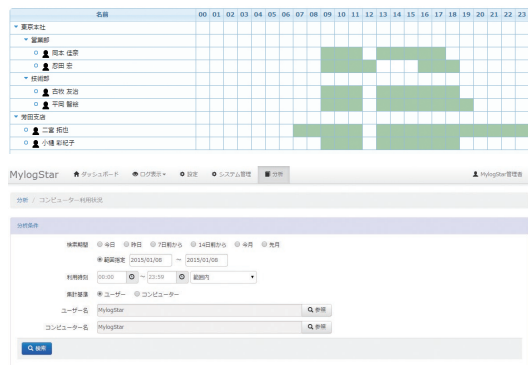 名前 00 01 02 03 04 05 06 07 08 09 10 11 12 13 14 15 16 17 18 19 20 21 22 23
東京本社
営業部
岡本 佳奈
恩田 宏
技術部
古牧 友治
平岡 智裕
秀田支店
二宮 拓也
小幡 彩紀子
MylogStar ダッシュボード ログ表示 設定 システム管理 分析 MylogStar管理者
分析 / コンピューター利用状況
分析条件
検索期間 今日 昨日 7日前から 14日前から 今月 先月
範囲指定 2015/01/08 ~ 2015/01/08
利用時刻 00:00 ~ 23:59 範囲内
集計基準 ユーザー コンピューター
ユーザー名 MylogStar 参照
コンピューター名 MylogStar 参照
検索